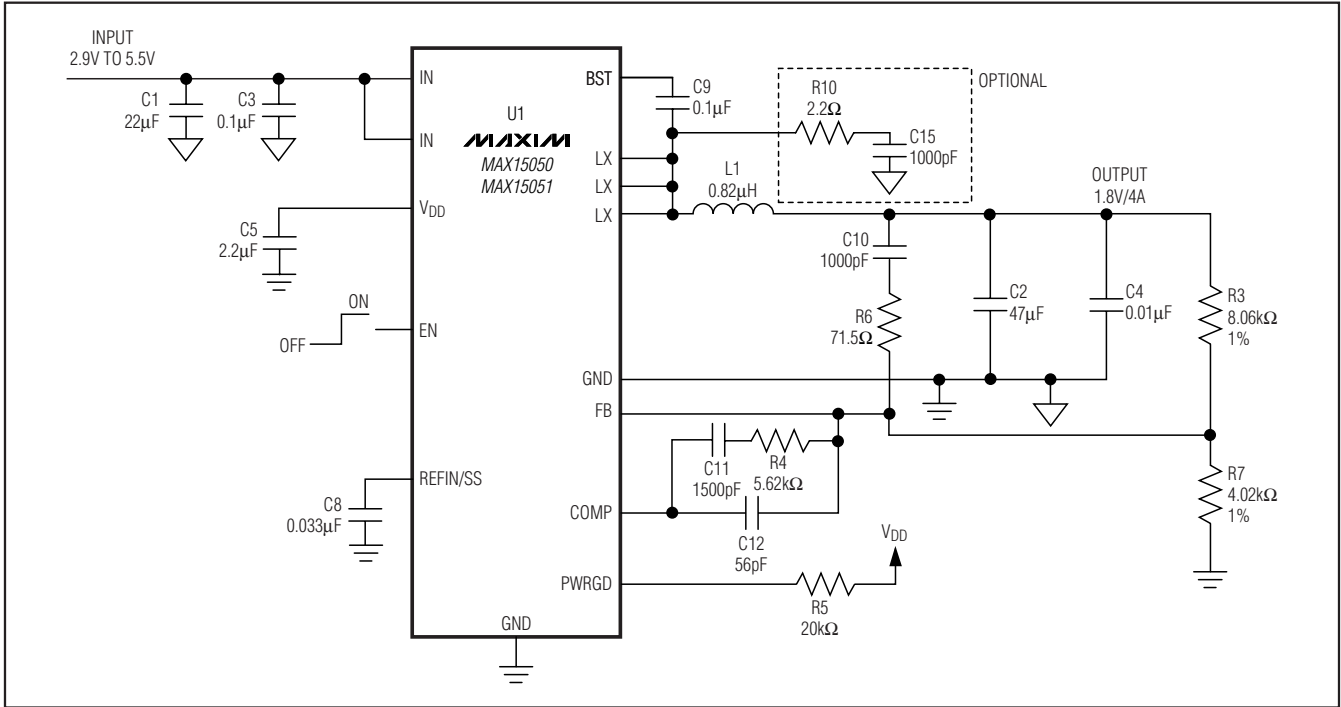 INPUT
2.9V TO 5.5V
C1
22μF
C3
0.1μF
IN
IN
U1
MAXIM
MAX15050
MAX15051
BST
C9
0.1μF
LX
LX
LX
R10
2.2Ω
C15
1000pF
OPTIONAL
L1
0.82μH
OUTPUT
1.8V/4A
VDD
C5
2.2μF
C10
1000pF
R6
71.5Ω
C2
47μF
C4
0.01μF
R3
8.06kΩ
1%
ON
OFF
EN
GND
FB
C11
1500pF
R4
5.62kΩ
REFIN/SS
C8
0.033μF
COMP
C12
56pF
R7
4.02kΩ
1%
VDD
PWRGD
R5
20kΩ
GND